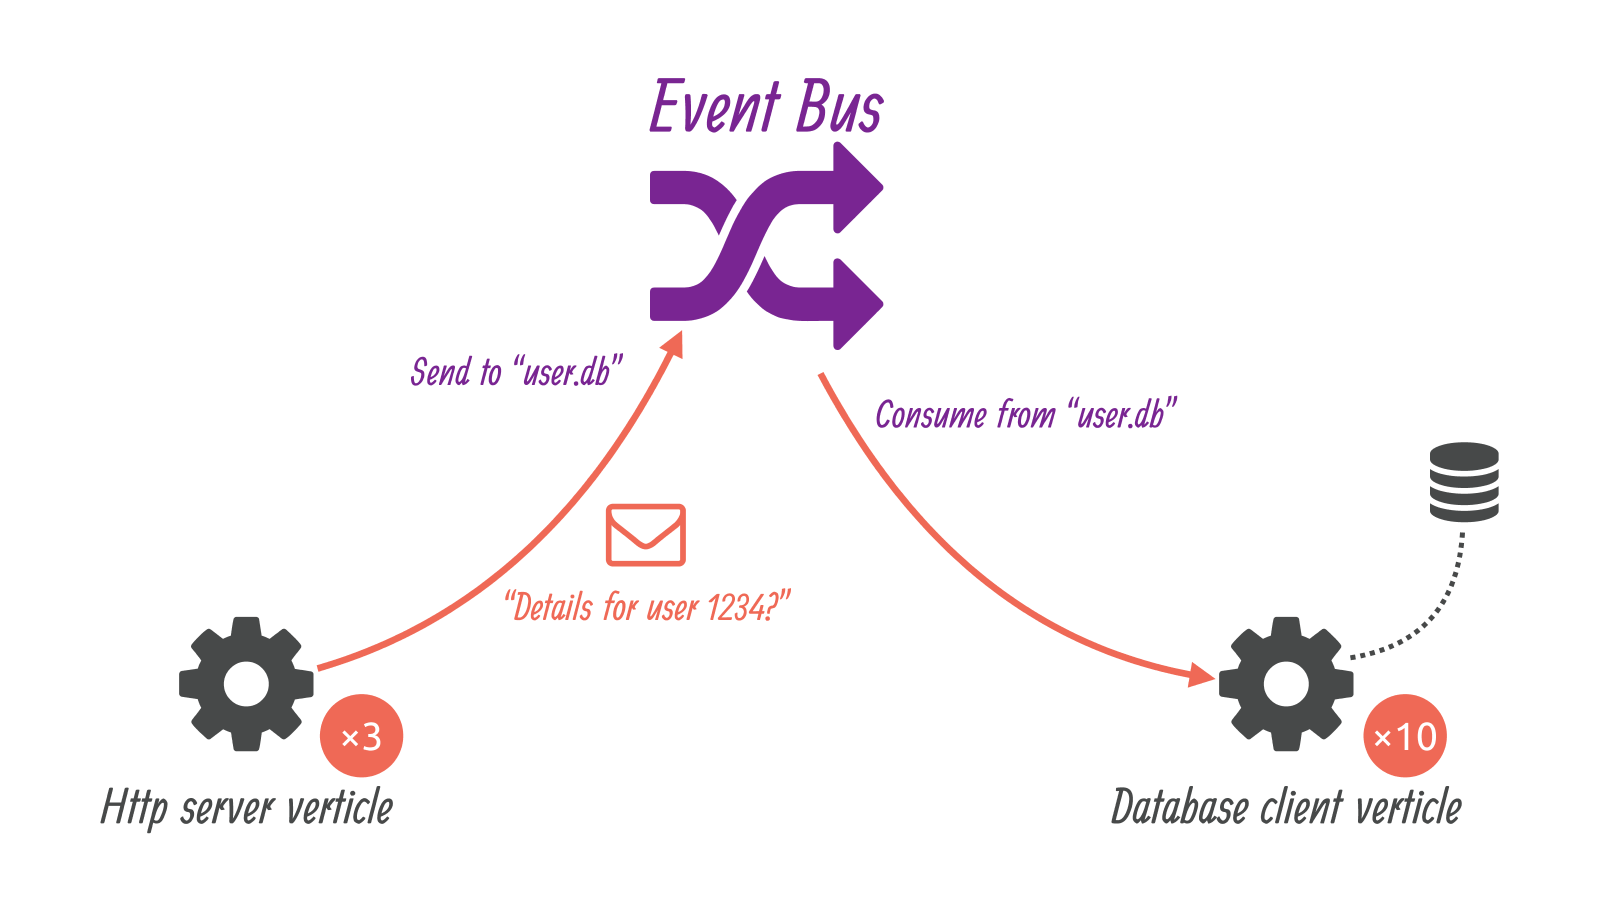 Event Bus
Send to “user.db”
Consume from “user.db”
“Details for user 1234?”
×3
×10
Http server verticle
Database client verticle